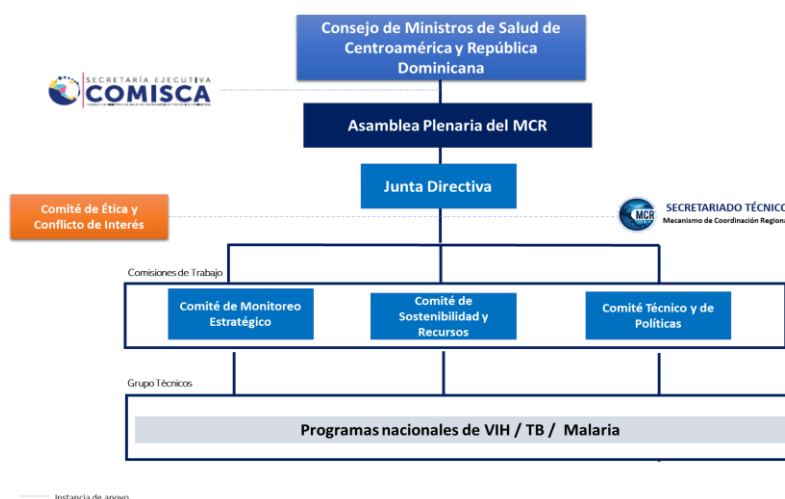 Consejo de Ministros de Salud de
Centroamérica y República
Dominicana
SECRETARÍA EJECUTIVA
COMISCA
Asamblea Plenaria del MCR
Junta Directiva
Comité de Ética y
Conflicto de Interés
MCR
SECRETARIADO TÉCNICO
Mecanismo de Coordinación Regional
Comisiones de Trabajo
Comité de Monitoreo
Estratégico
Comité de
Sostenibilidad y
Recursos
Comité Técnico y de
Políticas
Grupo Técnicos
Programas nacionales de VIH / TB / Malaria
Instancia de apoyo